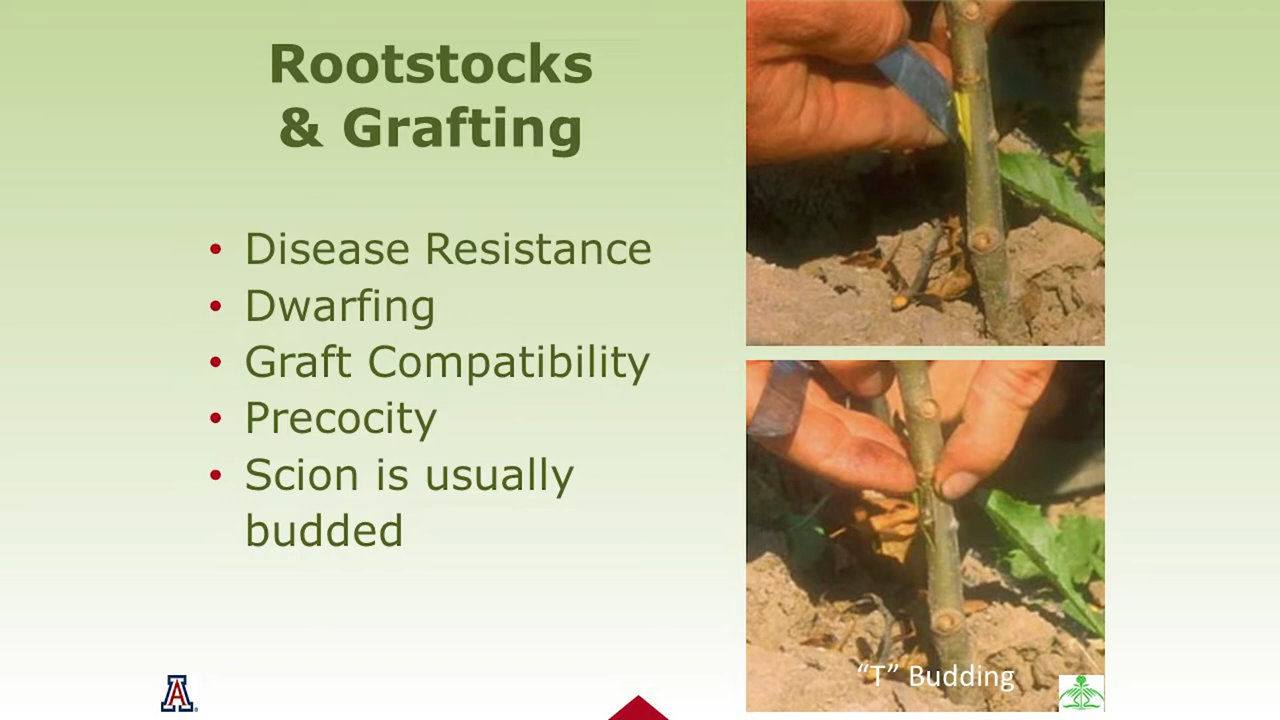 Rootstocks
& Grafting
• Disease Resistance
• Dwarfing
• Graft Compatibility
• Precocity
• Scion is usually
budded
“T” Budding
A